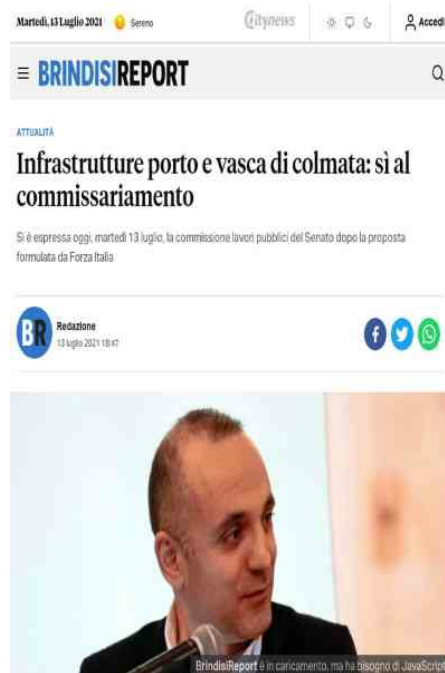 Martedì, 13 Luglio 2021 Sereno Citynews Accedi
BRINDISIREPORT
ATTUALITÀ
Infrastrutture porto e vasca di colmata: sì al
commissariamento
Si è espressa oggi, martedì 13 luglio, la commissione lavori pubblici del Senato dopo la proposta
formulata da Forza Italia
BR
Redazione
13 luglio 2021 18:47
BrindisiReport è in caricamento, ma ha bisogno di JavaScript